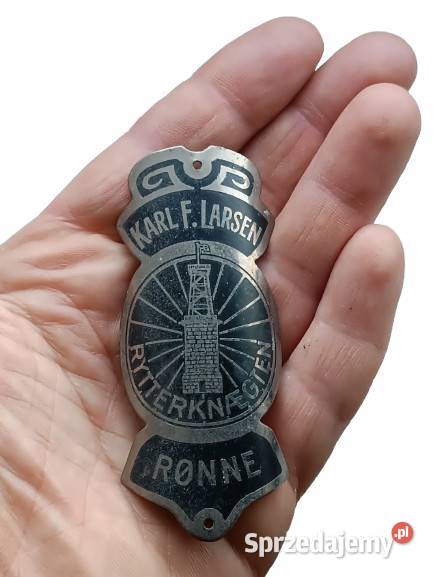 KARL F. LARSEN
RYTTERKNÆGTEN
RØNNE
Sprzedajemy.pl